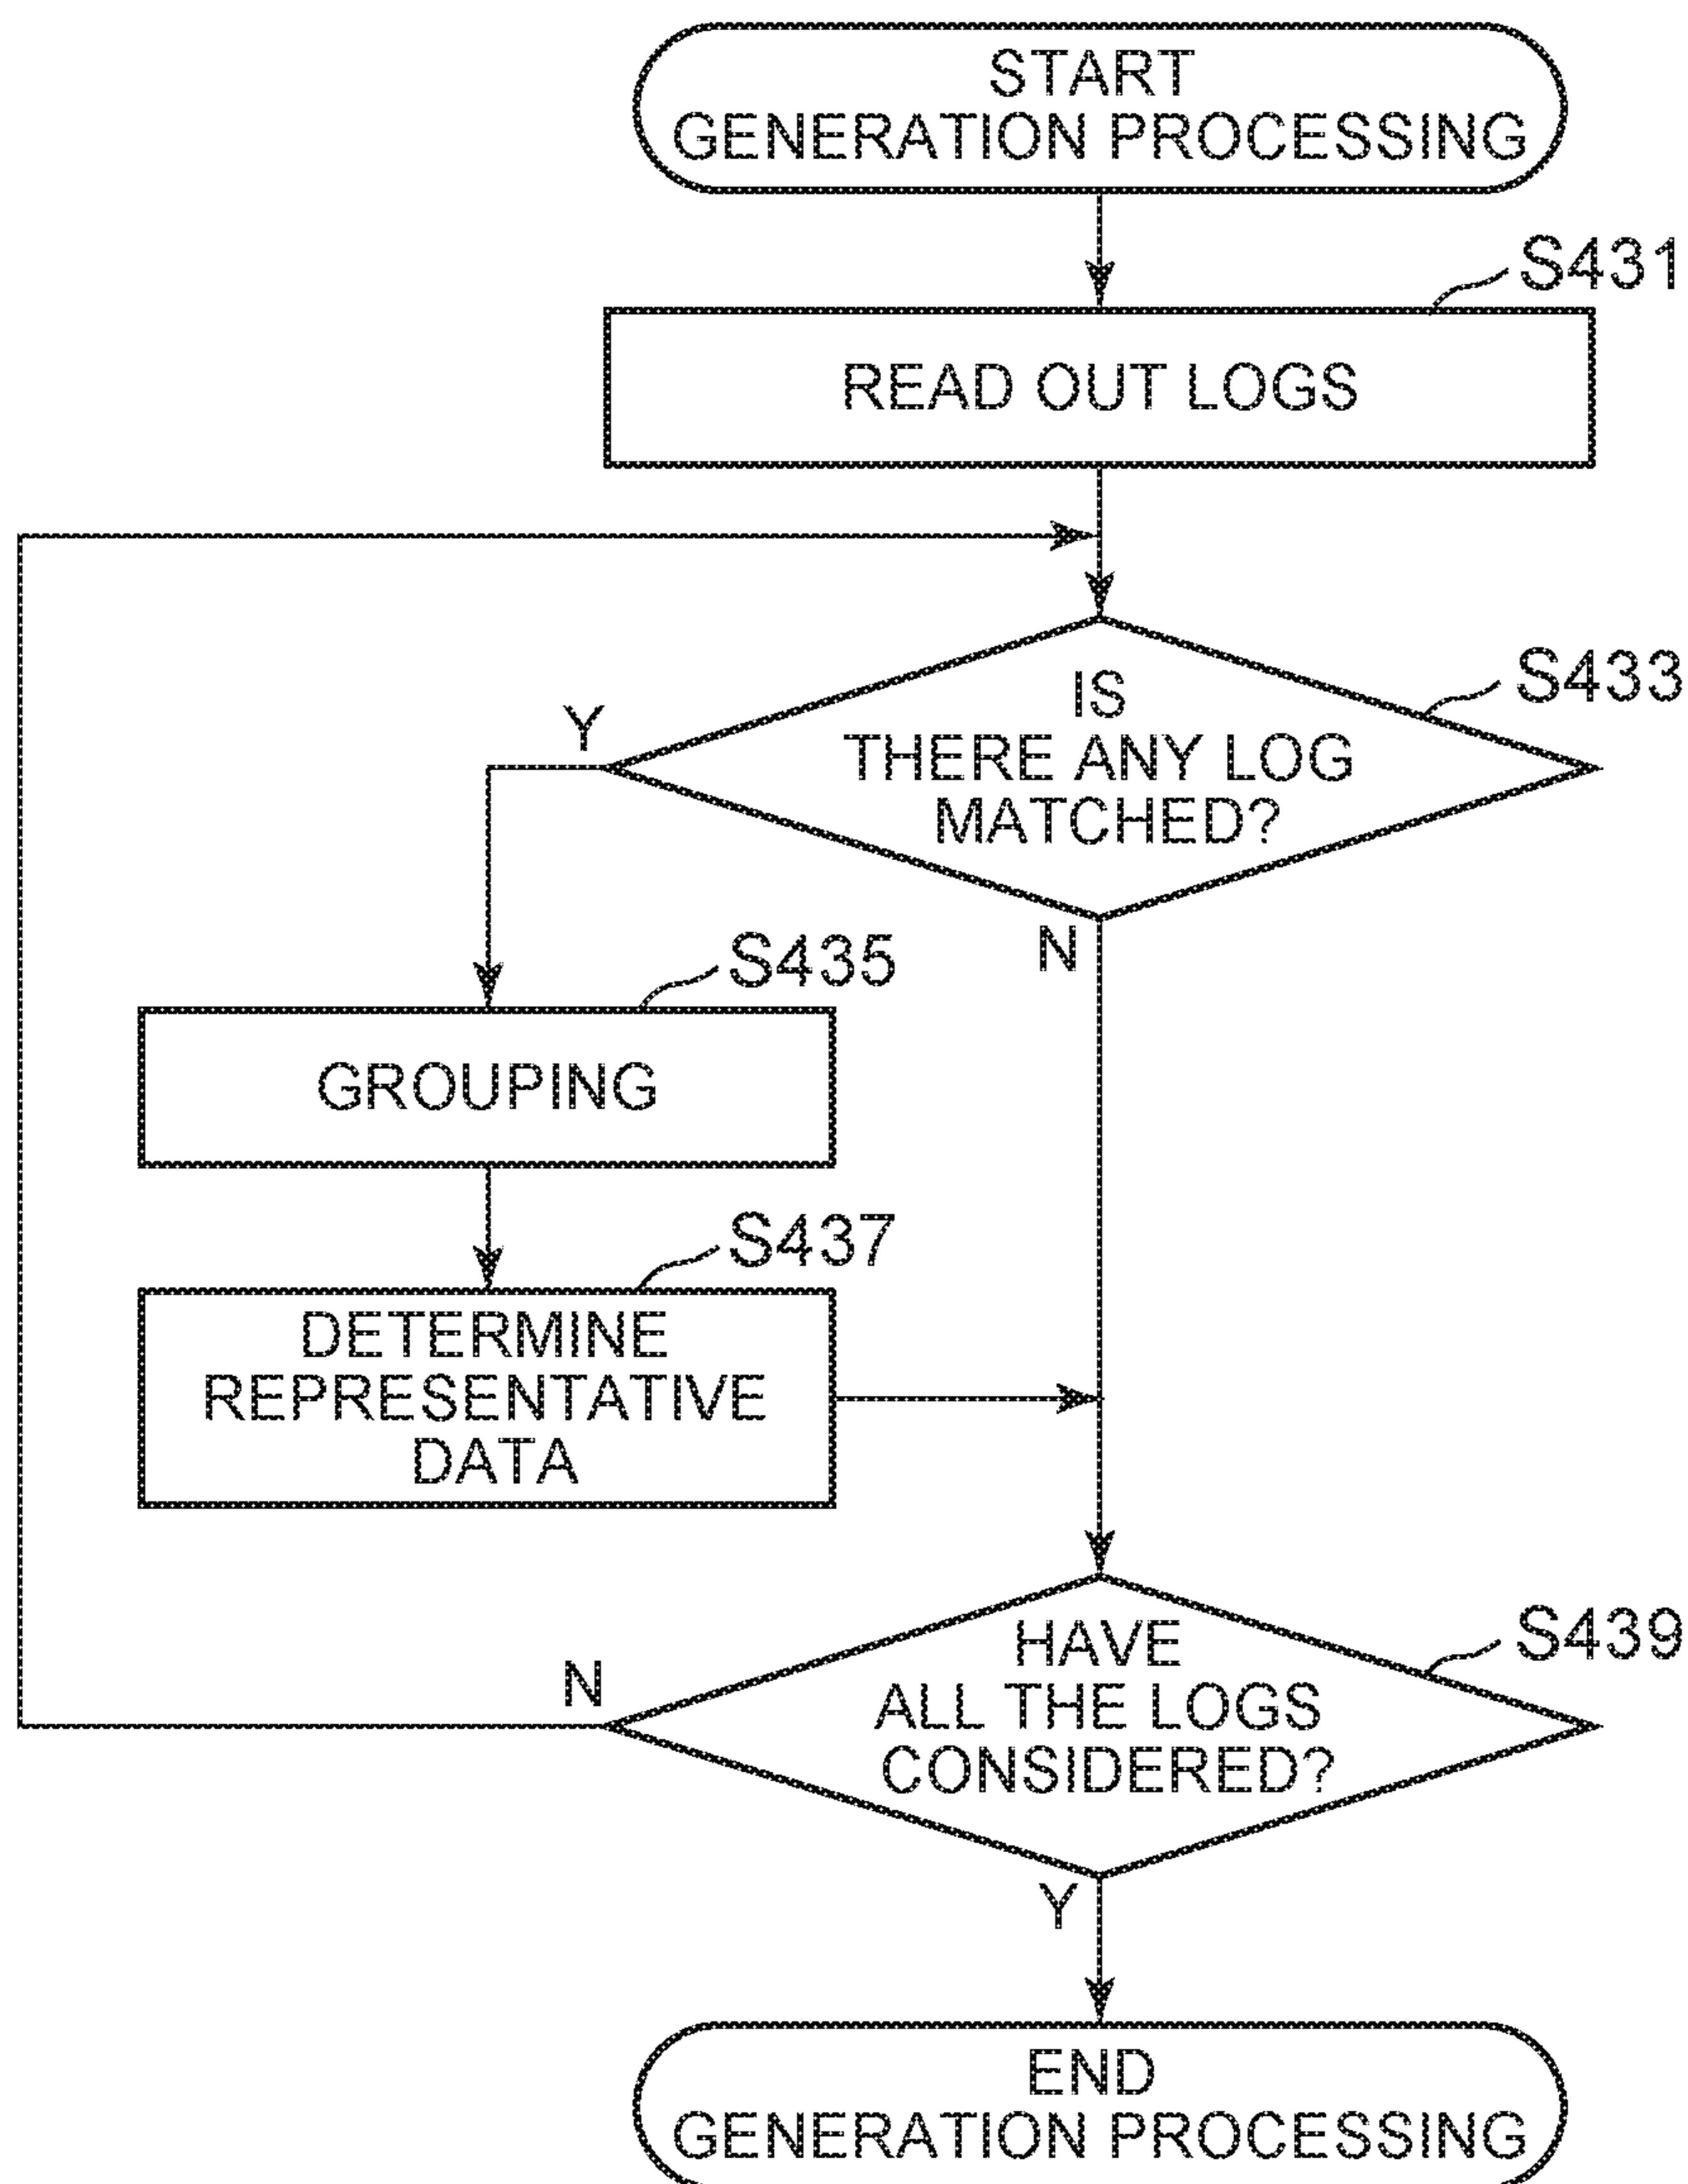 START
GENERATION PROCESSING
S431
READ OUT LOGS
S433
IS
THERE ANY LOG
MATCHED?
Y
N
S435
GROUPING
S437
DETERMINE
REPRESENTATIVE
DATA
S439
HAVE
ALL THE LOGS
CONSIDERED?
N
Y
END
GENERATION PROCESSING